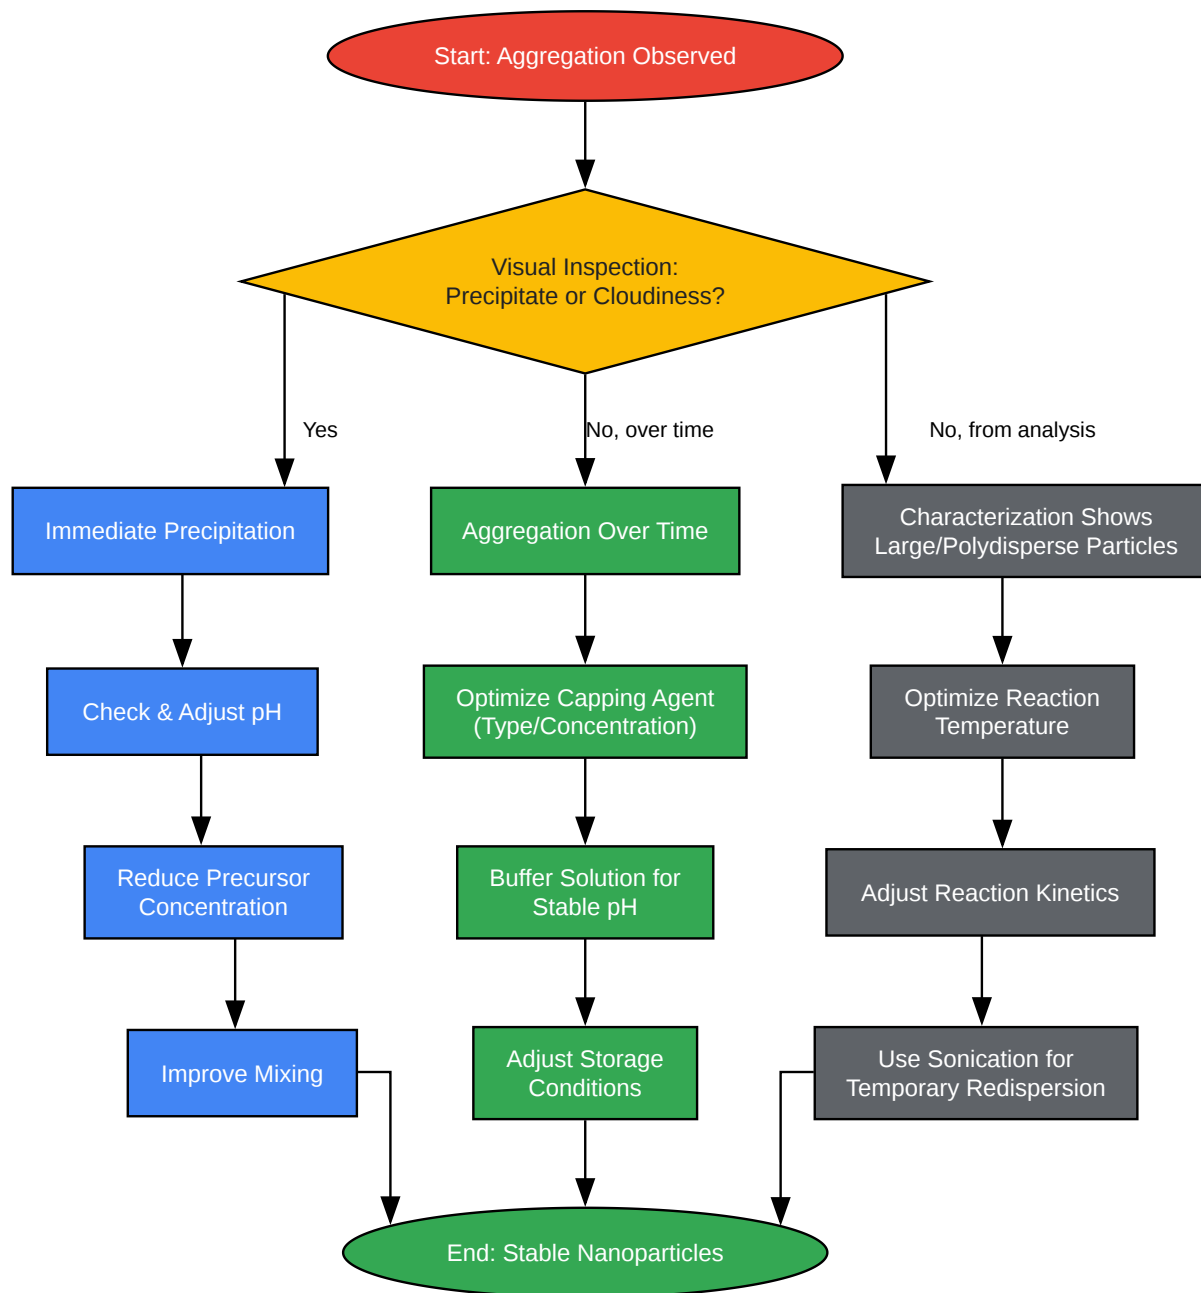 Start: Aggregation Observed
Visual Inspection:
Precipitate or Cloudiness?
Yes
No, over time
No, from analysis
Immediate Precipitation
Aggregation Over Time
Characterization Shows
Large/Polydisperse Particles
Check & Adjust pH
Optimize Capping Agent
(Type/Concentration)
Optimize Reaction
Temperature
Reduce Precursor
Concentration
Buffer Solution for
Stable pH
Adjust Reaction Kinetics
Improve Mixing
Adjust Storage
Conditions
Use Sonication for
Temporary Redispersion
End: Stable Nanoparticles